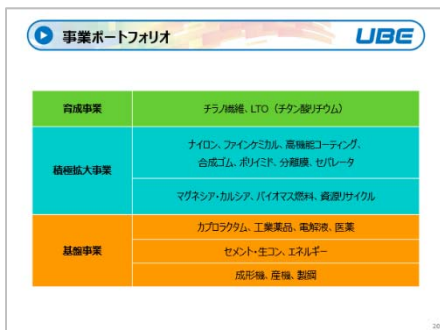 事業ポートフォリオ
UBE
育成事業
チラノ繊維、LTO(チタン酸リチウム)
積極拡大事業
ナイロン、ファインケミカル、高機能コーティング、
合成ゴム、ポリイミド、分離膜、セパレータ
マグネシア・カルシア、バイオマス燃料、資源リサイクル
基盤事業
カプロラクタム、工業薬品、電解液、医薬
セメント・生コン、エネルギー
成形機、産機、製鋼
20